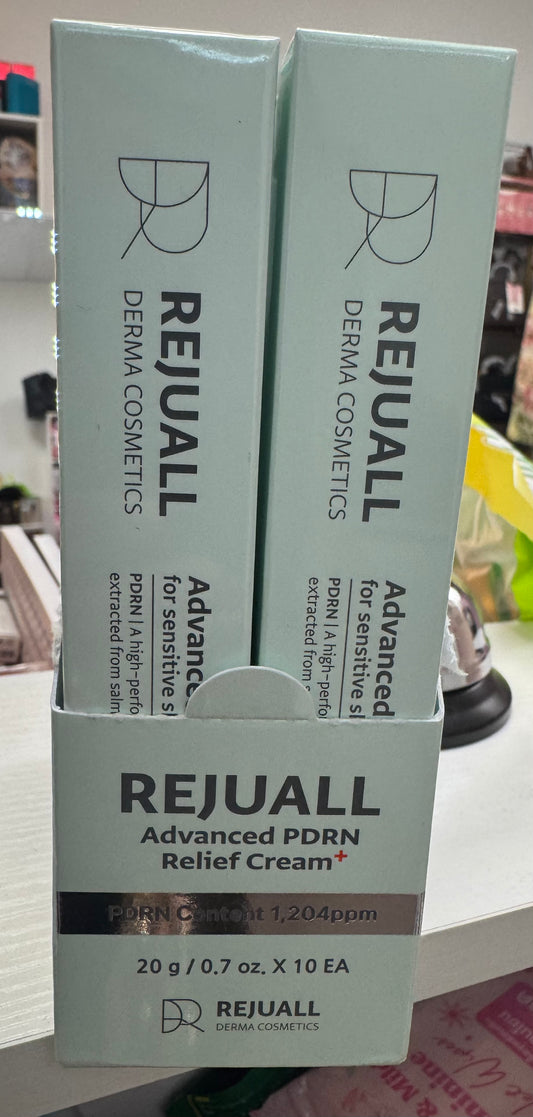 REJUALL
DERMA COSMETICS
Advance
for sensitive s
PDRN | A high-perfo
extracted from salm
REJUALL
DERMA COSMETICS
Advanced
for sensitive sl
PDRN | A high-perfo
extracted from
REJUALL
Advanced PDRN
Relief Cream+
PDRN Content 1,204ppm
20 g / 0.7 oz. X 10 EA
REJUALL
DERMA COSMETICS